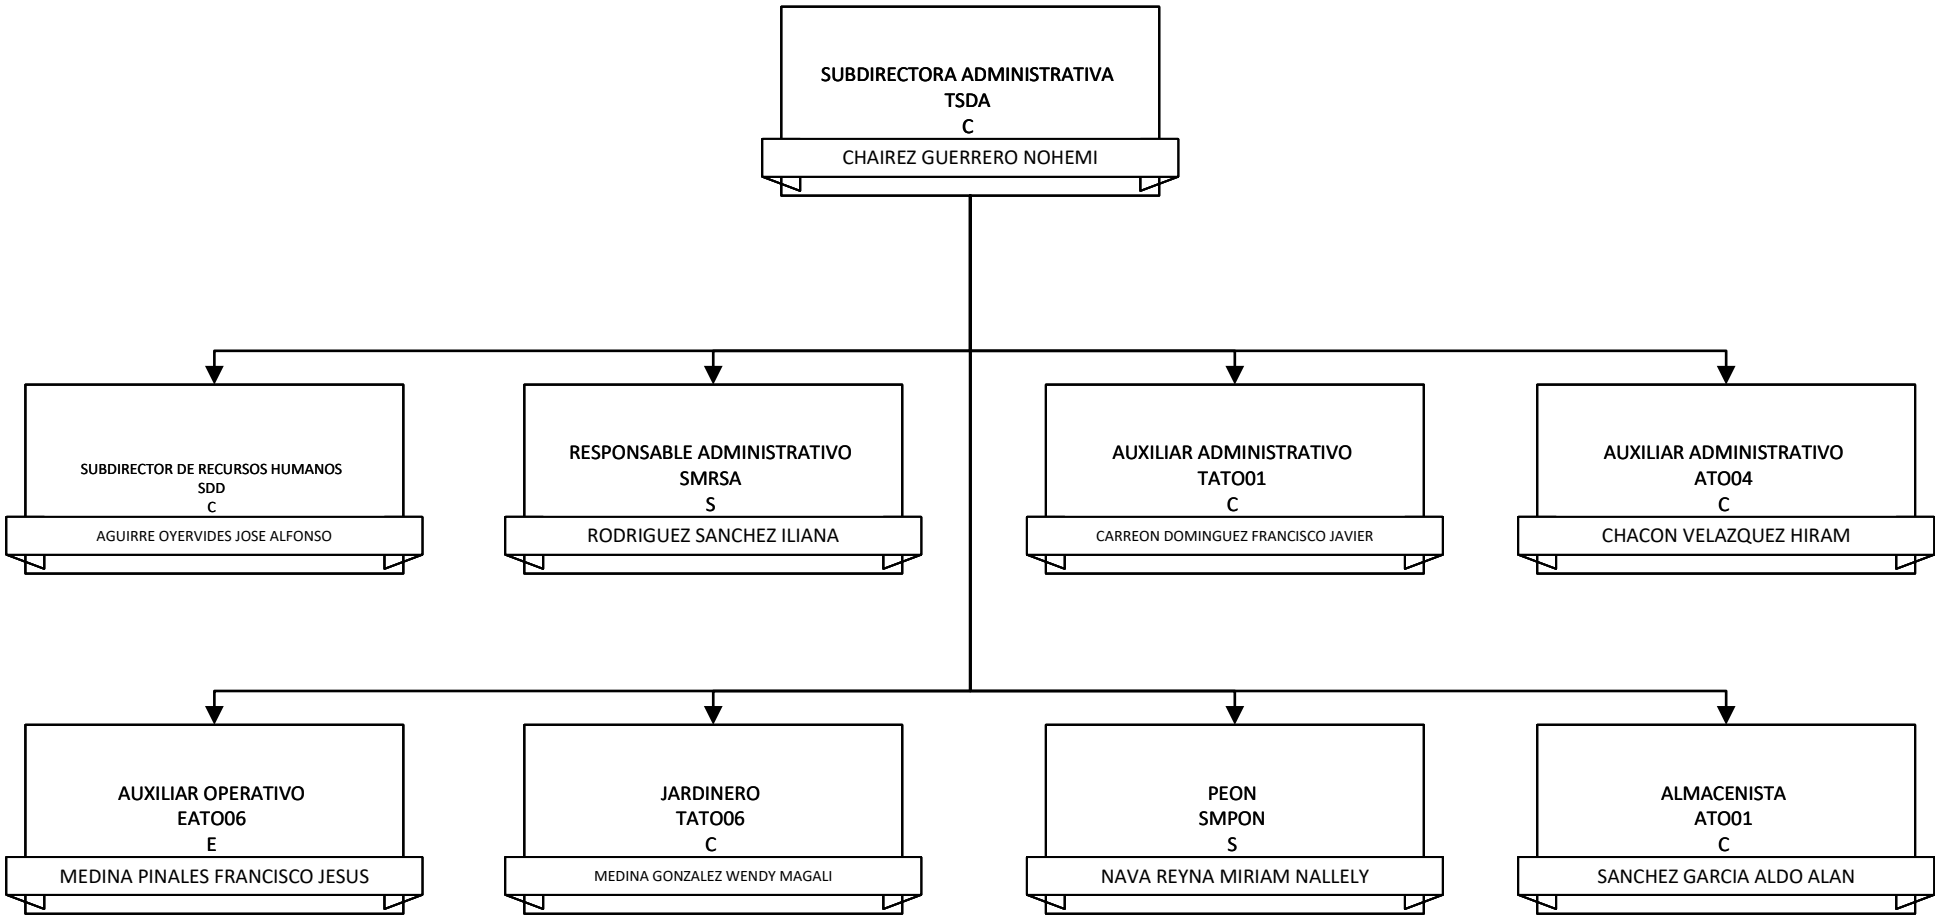 SUBDIRECTORA ADMINISTRATIVA
TSDA
C
CHAIREZ GUERRERO NOHEMI
SUBDIRECTOR DE RECURSOS HUMANOS
SDD
C
AGUIRRE OYERVIDES JOSE ALFONSO
RESPONSABLE ADMINISTRATIVO
SMRSA
S
RODRIGUEZ SANCHEZ ILIANA
AUXILIAR ADMINISTRATIVO
TATO01
C
CARREON DOMINGUEZ FRANCISCO JAVIER
AUXILIAR ADMINISTRATIVO
ATO04
C
CHACON VELAZQUEZ HIRAM
AUXILIAR OPERATIVO
EATO06
E
MEDINA PINALES FRANCISCO JESUS
JARDINERO
TATO06
C
MEDINA GONZALEZ WENDY MAGALI
PEON
SMPON
S
NAVA REYNA MIRIAM NALLELY
ALMACENISTA
ATO01
C
SANCHEZ GARCIA ALDO ALAN